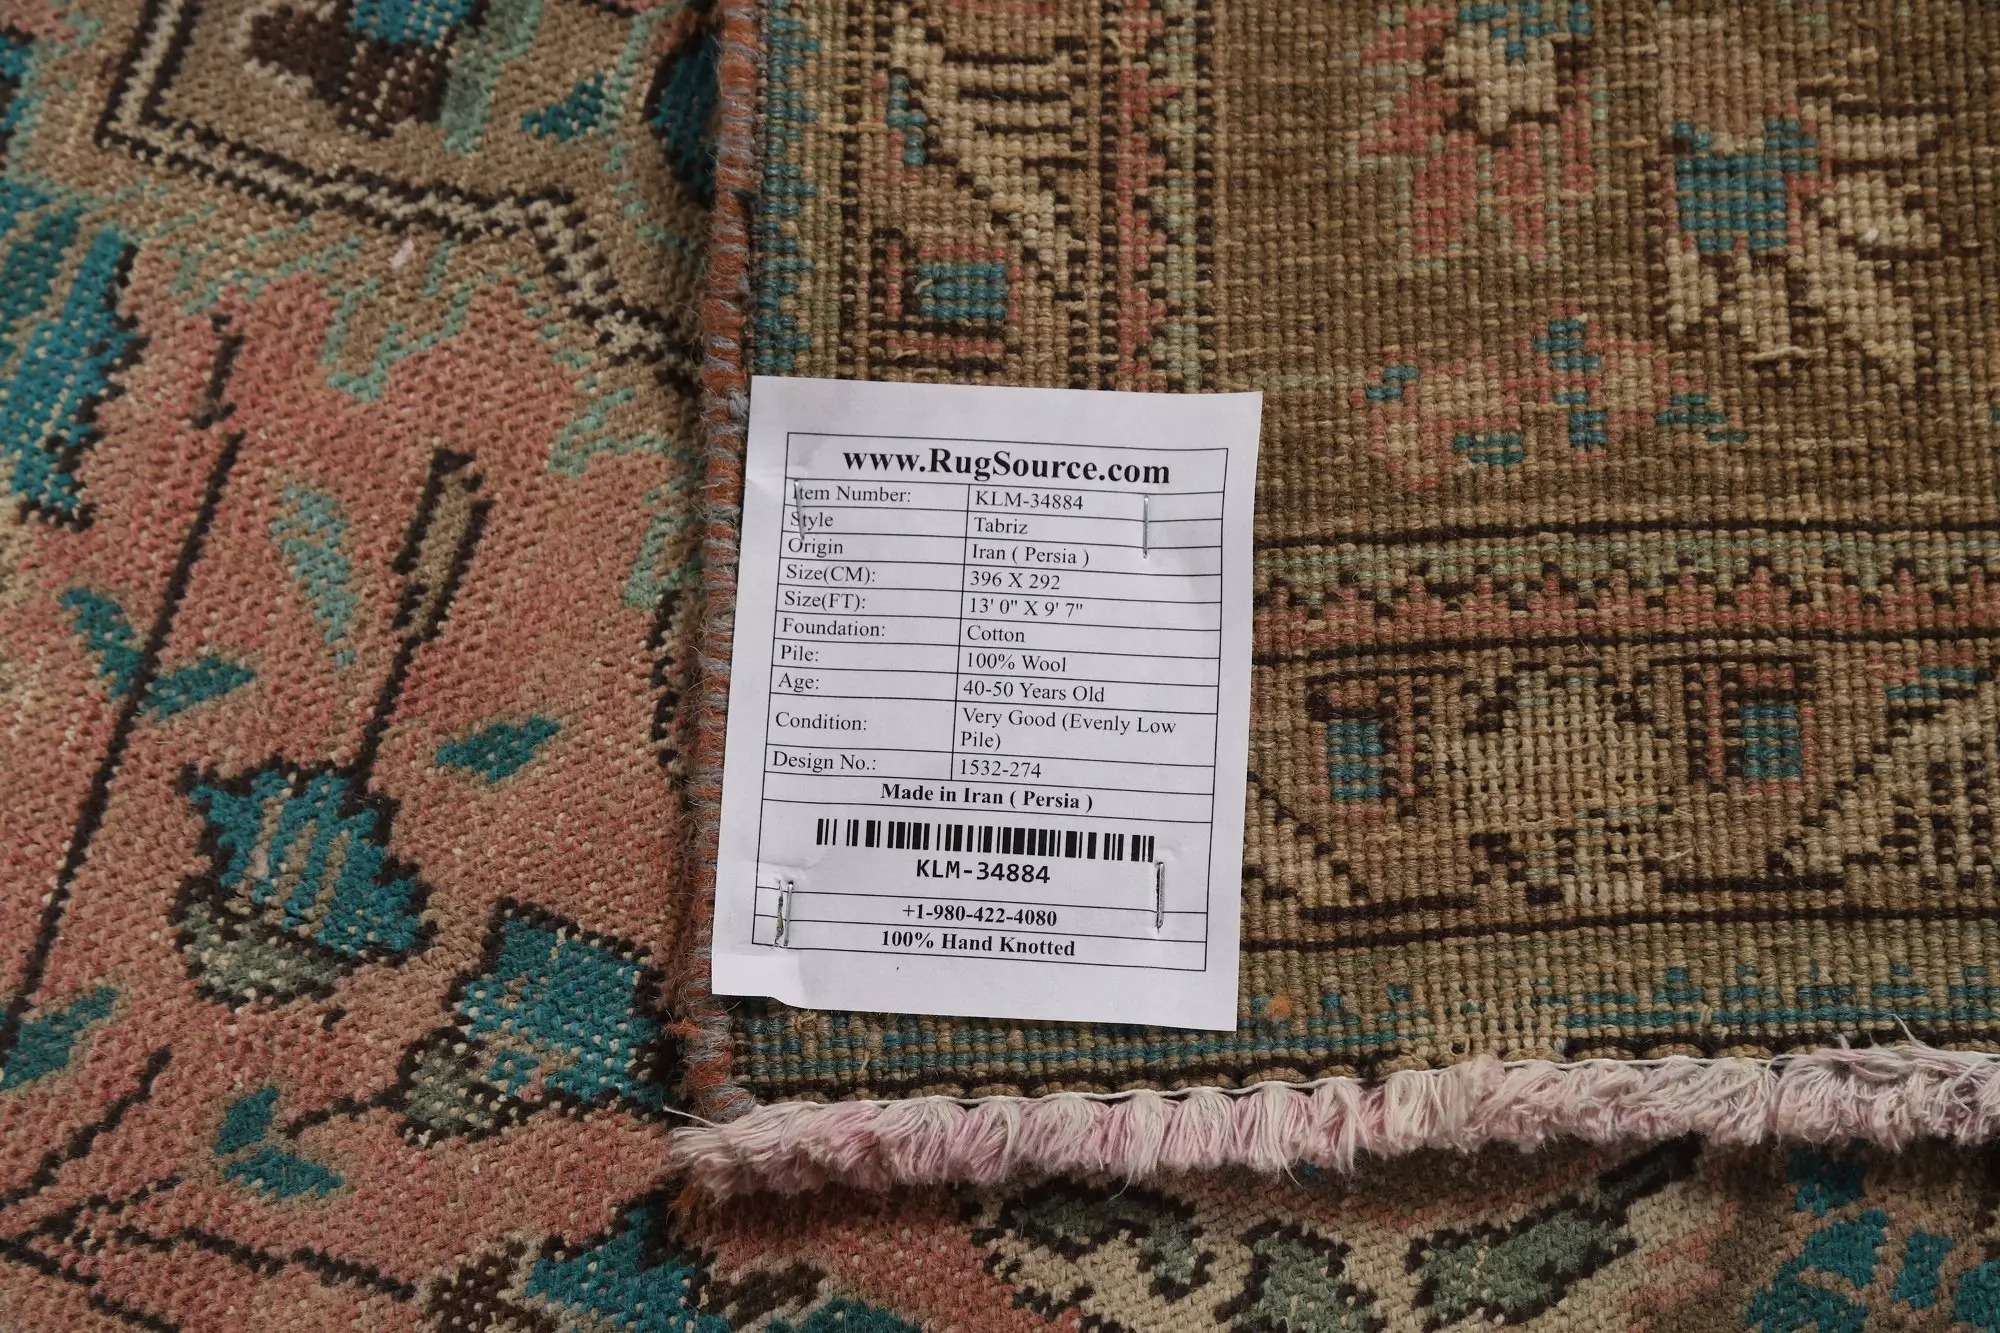 www.RugSource.com
Item Number: KLM-34884
Style Tabriz
Origin Iran ( Persia )
Size(CM): 396 X 292
Size(FT): 13' 0" X 9' 7"
Foundation: Cotton
Pile: 100% Wool
Age: 40-50 Years Old
Condition: Very Good (Evenly Low
Pile)
Design No.: 1532-274
Made in Iran ( Persia )
KLM-34884
+1-980-422-4080
100% Hand Knotted